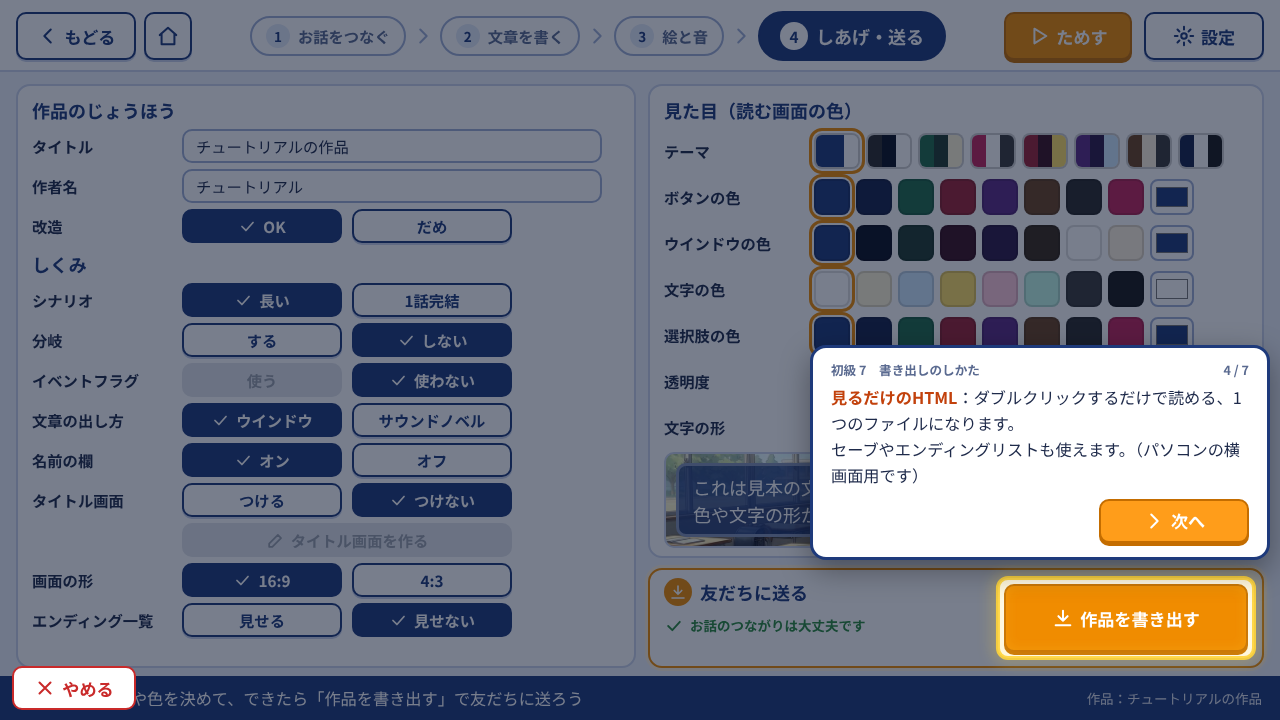 もどる
1 お話をつなぐ
2 文章を書く
3 絵と音
4 しあげ・送る
ためす
設定
作品のじょうほう
タイトル
チュートリアルの作品
作者名
チュートリアル
改造
OK
だめ
しくみ
シナリオ
長い
1話完結
分岐
する
しない
イベントフラグ
使う
使わない
文章の出し方
ウインドウ
サウンドノベル
名前の欄
オン
オフ
タイトル画面
つける
つけない
タイトル画面を作る
画面の形
16:9
4:3
エンディング一覧
見せる
見せない
見た目（読む画面の色）
テーマ
ボタンの色
ウインドウの色
文字の色
選択肢の色
透明度
文字の形
これは見本の文
色や文字の形が
初級 7　書き出しのしかた
4 / 7
見るだけのHTML：ダブルクリックするだけで読める、1
つのファイルになります。
セーブやエンディングリストも使えます。（パソコンの横
画面用です）
次へ
友だちに送る
お話のつながりは大丈夫です
作品を書き出す
やめる
や色を決めて、できたら「作品を書き出す」で友だちに送ろう
作品：チュートリアルの作品